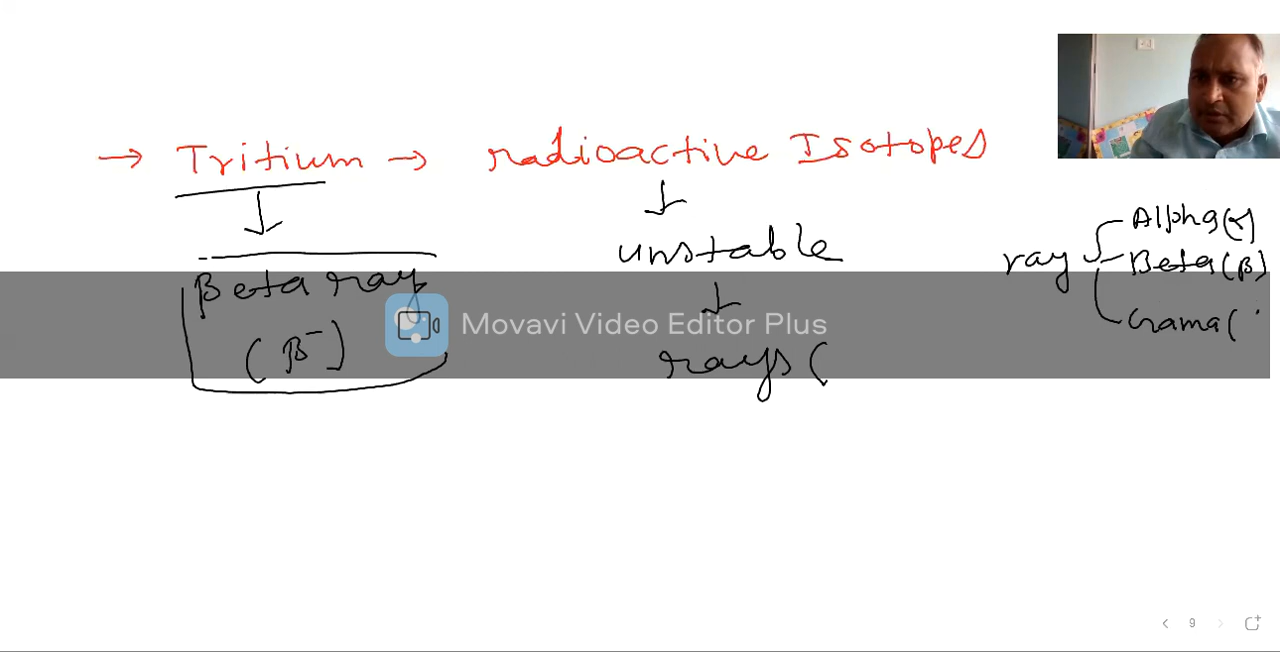 → Tritium → radioactive Isotopes
unstable
ray
Alpha(α)
Beta(β)
Gama(
Beta ray
(β⁻)
rays(
Movavi Video Editor Plus
9